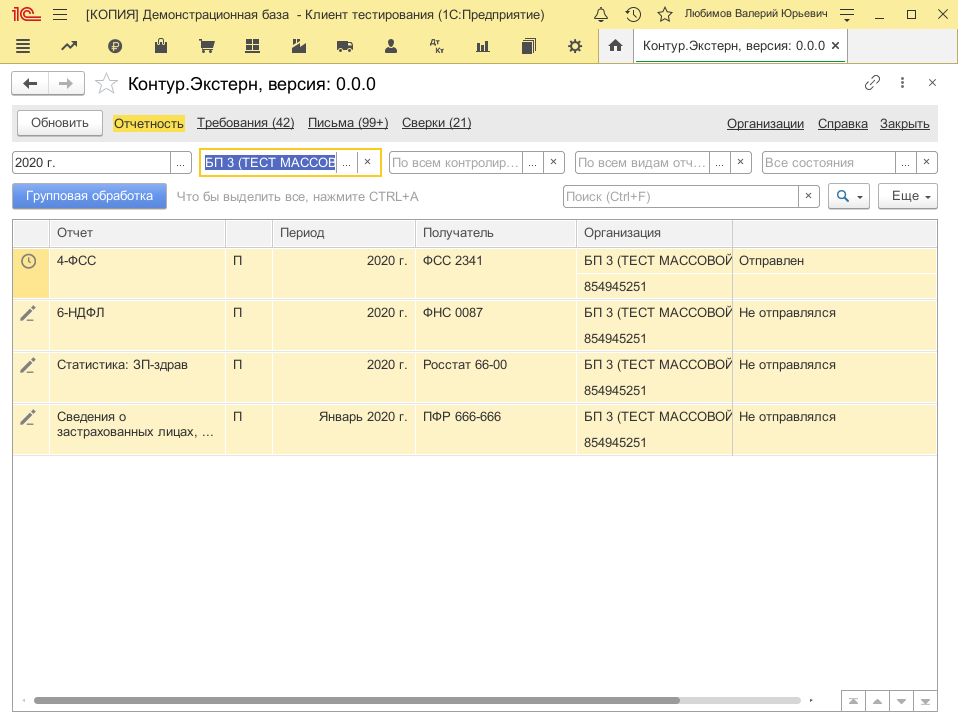 [КОПИЯ] Демонстрационная база - Клиент тестирования (1С:Предприятие)
Любимов Валерий Юрьевич
Контур.Экстерн, версия: 0.0.0
Контур.Экстерн, версия: 0.0.0
Обновить Отчетность Требования (42) Письма (99+) Сверки (21) Организации Справка Закрыть
2020 г. ... БП 3 (ТЕСТ МАССОВ ... По всем контролир... ... По всем видам отч... ... Все состояния ...
Групповая обработка Что бы выделить все, нажмите CTRL+A Поиск (Ctrl+F) Еще
Отчет Период Получатель Организация
4-ФСС П 2020 г. ФСС 2341 БП 3 (ТЕСТ МАССОВОЙ Отправлен
854945251
6-НДФЛ П 2020 г. ФНС 0087 БП 3 (ТЕСТ МАССОВОЙ Не отправлялся
854945251
Статистика: ЗП-здрав П 2020 г. Росстат 66-00 БП 3 (ТЕСТ МАССОВОЙ Не отправлялся
854945251
Сведения о П Январь 2020 г. ПФР 666-666 БП 3 (ТЕСТ МАССОВОЙ Не отправлялся
застрахованных лицах, ...
854945251